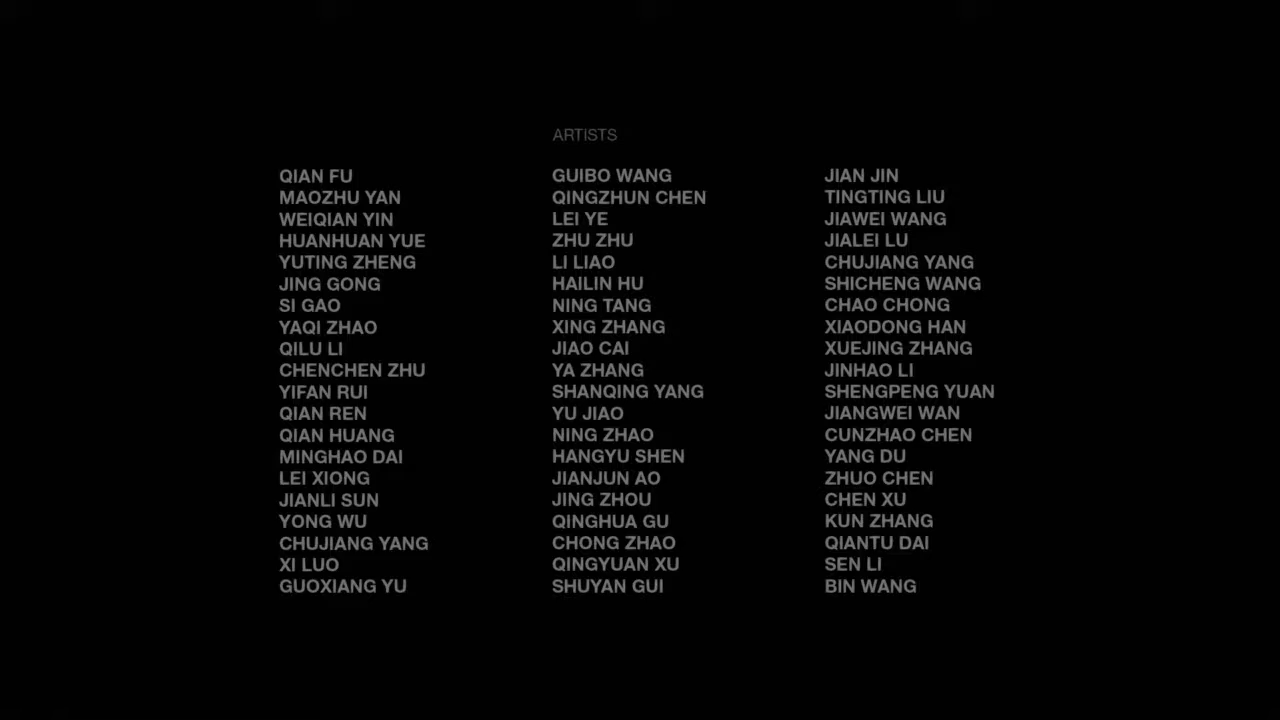 ARTISTS
QIAN FU
MAOZHU YAN
WEIQIAN YIN
HUANHUAN YUE
YUTING ZHENG
JING GONG
SI GAO
YAQI ZHAO
QILU LI
CHENCHEN ZHU
YIFAN RUI
QIAN REN
QIAN HUANG
MINGHAO DAI
LEI XIONG
JIANLI SUN
YONG WU
CHUJIANG YANG
XI LUO
GUOXIANG YU
GUIBO WANG
QINGZHUN CHEN
LEI YE
ZHU ZHU
LI LIAO
HAILIN HU
NING TANG
XING ZHANG
JIAO CAI
YA ZHANG
SHANQING YANG
YU JIAO
NING ZHAO
HANGYU SHEN
JIANJUN AO
JING ZHOU
QINGHUA GU
CHONG ZHAO
QINGYUAN XU
SHUYAN GUI
JIAN JIN
TINGTING LIU
JIAWEI WANG
JIALEI LU
CHUJIANG YANG
SHICHENG WANG
CHAO CHONG
XIAODONG HAN
XUEJING ZHANG
JINHAO LI
SHENGPENG YUAN
JIANGWEI WAN
CUNZHAO CHEN
YANG DU
ZHUO CHEN
CHEN XU
KUN ZHANG
QIANTU DAI
SEN LI
BIN WANG